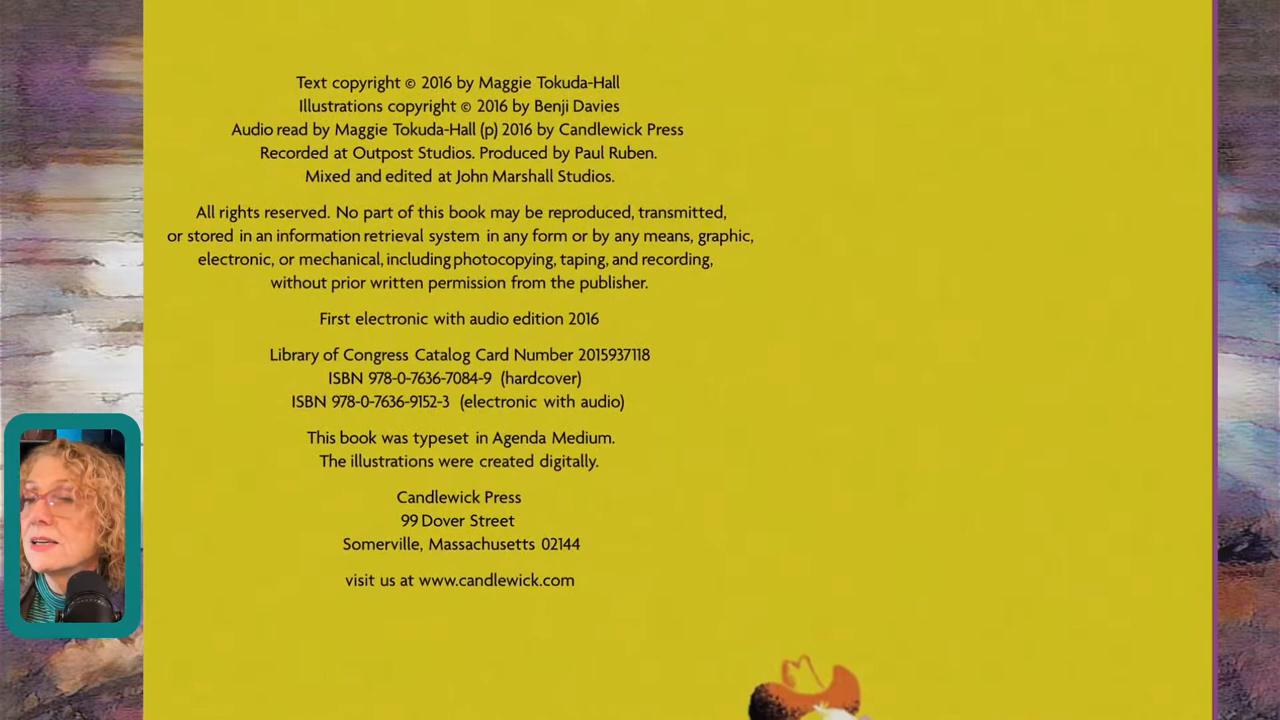 Text copyright © 2016 by Maggie Tokuda-Hall
Illustrations copyright © 2016 by Benji Davies
Audio read by Maggie Tokuda-Hall (p) 2016 by Candlewick Press
Recorded at Outpost Studios. Produced by Paul Ruben.
Mixed and edited at John Marshall Studios.
All rights reserved. No part of this book may be reproduced, transmitted,
or stored in an information retrieval system in any form or by any means, graphic,
electronic, or mechanical, including photocopying, taping, and recording,
without prior written permission from the publisher.
First electronic with audio edition 2016
Library of Congress Catalog Card Number 2015937118
ISBN 978-0-7636-7084-9 (hardcover)
ISBN 978-0-7636-9152-3 (electronic with audio)
This book was typeset in Agenda Medium.
The illustrations were created digitally.
Candlewick Press
99 Dover Street
Somerville, Massachusetts 02144
visit us at www.candlewick.com